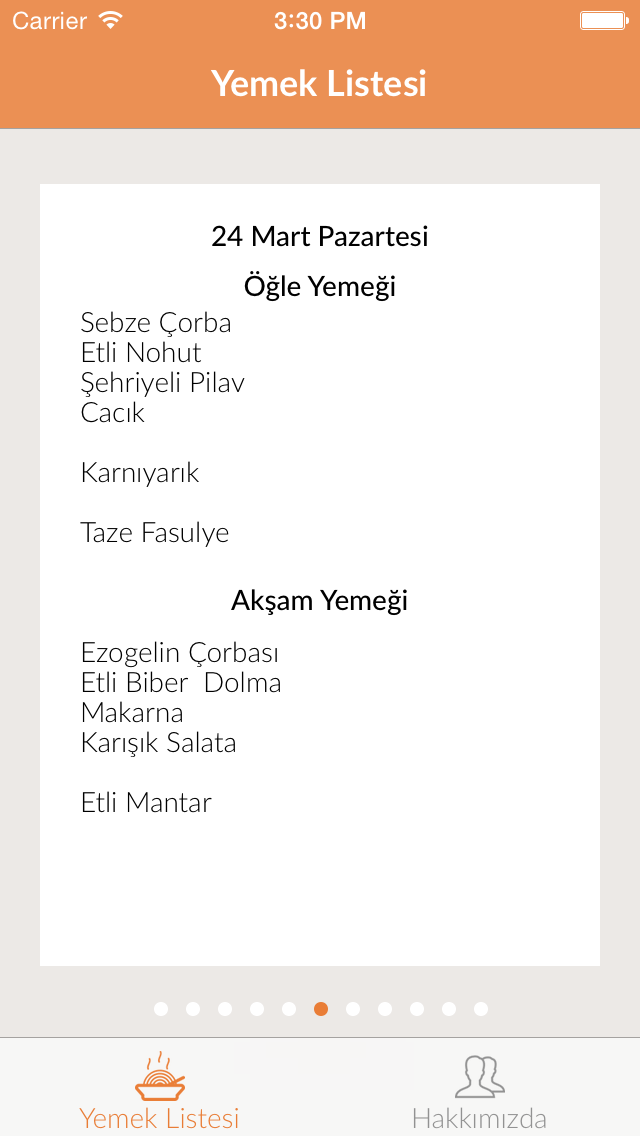 Carrier 3:30 PM
Yemek Listesi
24 Mart Pazartesi
Öğle Yemeği
Sebze Çorba
Etli Nohut
Şehriyeli Pilav
Cacık
Karnıyarık
Taze Fasulye
Akşam Yemeği
Ezogelin Çorbası
Etli Biber  Dolma
Makarna
Karışık Salata
Etli Mantar
Yemek Listesi
Hakkımızda